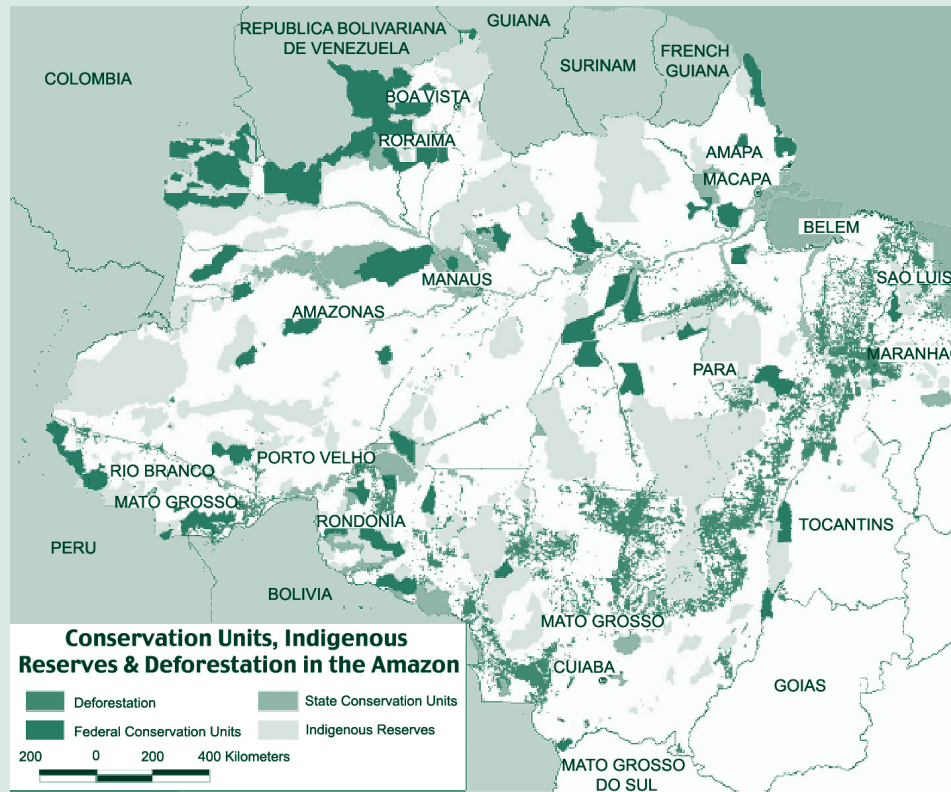 REPUBLICA BOLIVARIANA
DE VENEZUELA
GUIANA
COLOMBIA
SURINAM
FRENCH
GUIANA
BOA VISTA
RORAIMA
AMAPA
MACAPA
BELEM
SAO LUIS
MANAUS
AMAZONAS
MARANHAO
PARA
PORTO VELHO
RIO BRANCO
MATO GROSSO
RONDONIA
TOCANTINS
PERU
BOLIVIA
MATO GROSSO
CUIABA
GOIAS
MATO GROSSO
DO SUL
Conservation Units, Indigenous
Reserves & Deforestation in the Amazon
Deforestation
State Conservation Units
Federal Conservation Units
Indigenous Reserves
200 0 200 400 Kilometers